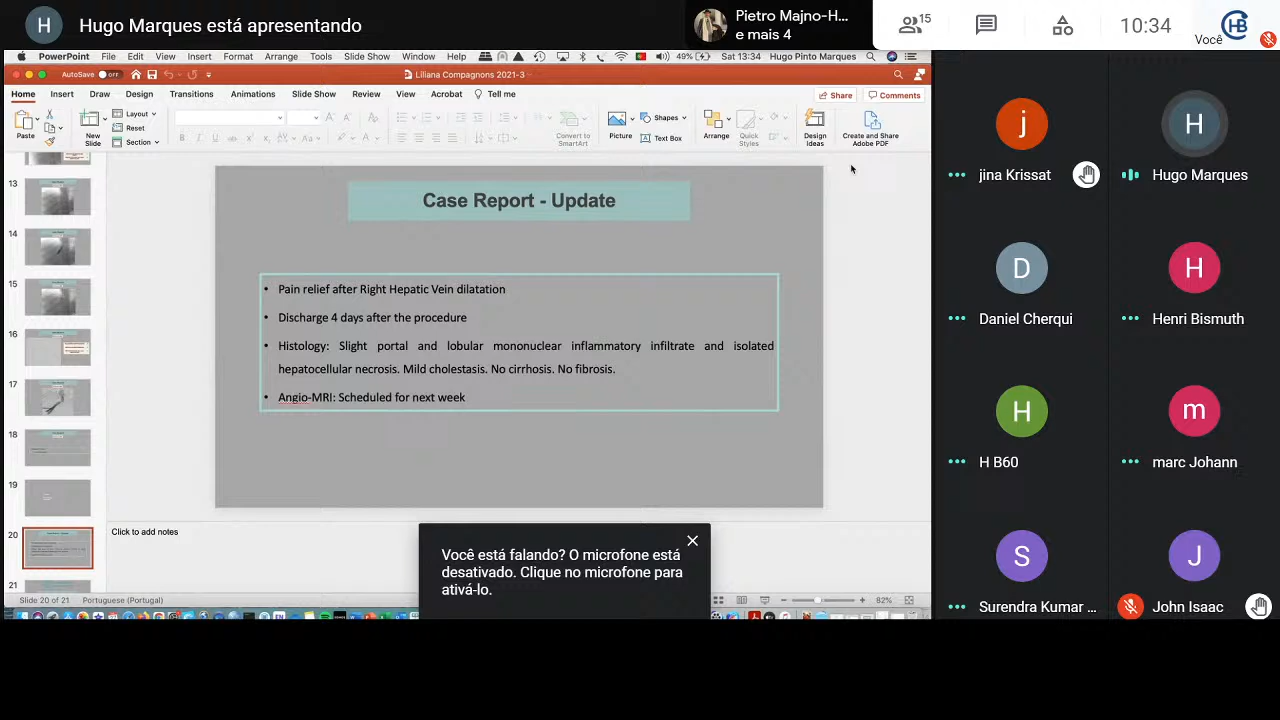 H Hugo Marques está apresentando
Pietro Majno-H...
e mais 4
15
10:34
Você
PowerPoint File Edit View Insert Format Arrange Tools Slide Show Window Help 49% Sat 13:34 Hugo Pinto Marques
AutoSave OFF Liliana Compagnons 2021-3
Home Insert Draw Design Transitions Animations Slide Show Review View Acrobat Tell me Share Comments
Paste
New Slide
Layout
Reset
Section
Convert to SmartArt
Picture
Shapes
Text Box
Arrange
Quick Styles
Design Ideas
Create and Share Adobe PDF
13
14
15
16
17
18
19
20
21
Case Report - Update
• Pain relief after Right Hepatic Vein dilatation
• Discharge 4 days after the procedure
• Histology: Slight portal and lobular mononuclear inflammatory infiltrate and isolated
hepatocellular necrosis. Mild cholestasis. No cirrhosis. No fibrosis.
• Angio-MRI: Scheduled for next week
Click to add notes
Você está falando? O microfone está
desativado. Clique no microfone para
ativá-lo.
Slide 20 of 21 Portuguese (Portugal) 82%
j
jina Krissat
H
Hugo Marques
D
Daniel Cherqui
H
Henri Bismuth
H
H B60
m
marc Johann
S
Surendra Kumar ...
J
John Isaac